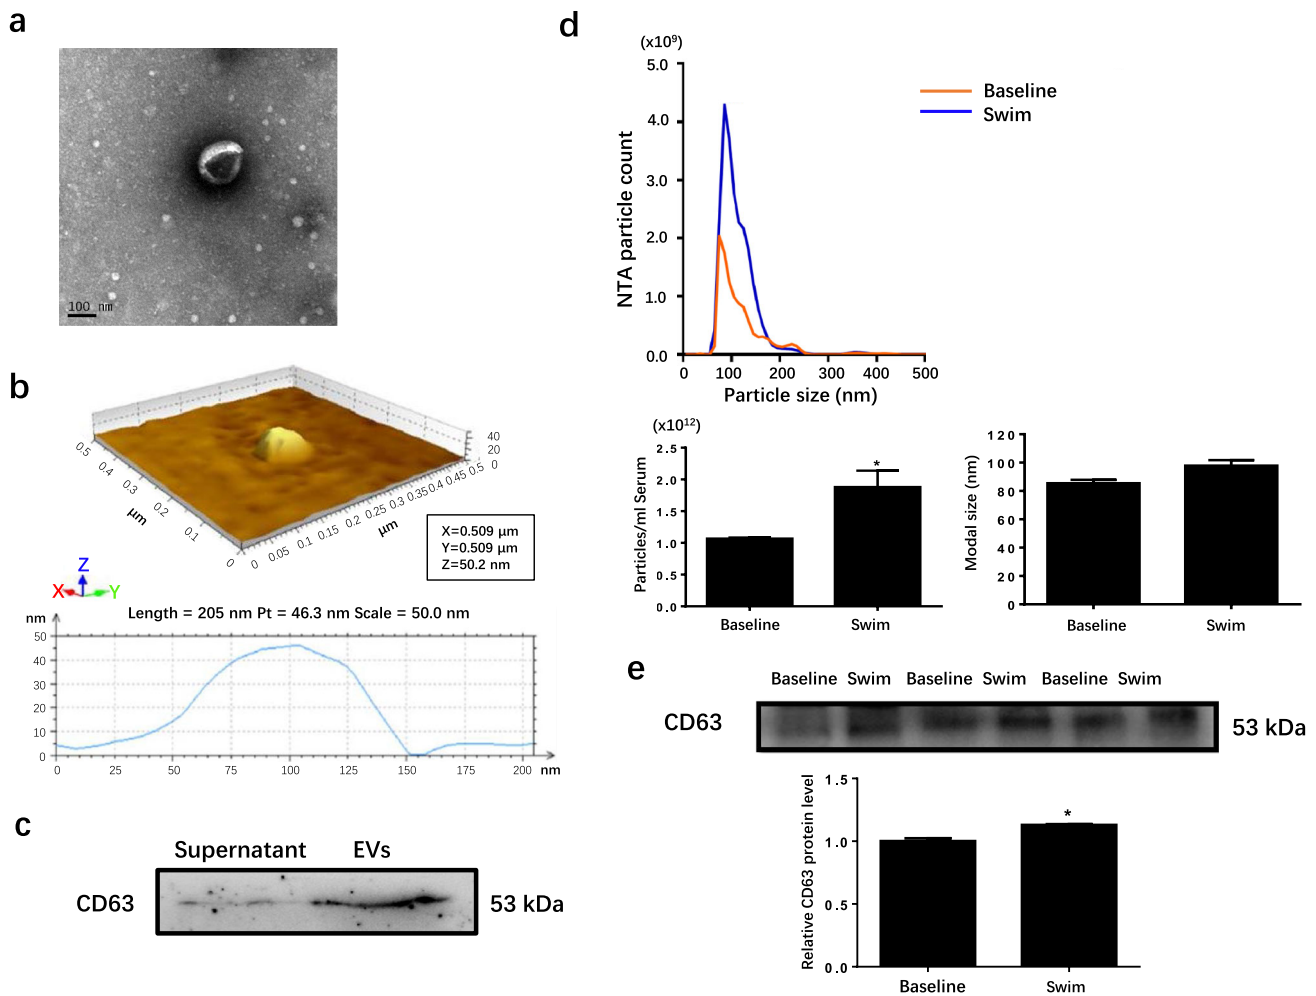 a
100 nm
b
40
20
0
0.5
0.4
0.3
0.2
0.1
0
µm
0 0.05 0.1 0.15 0.2 0.25 0.3 0.35 0.4 0.45 0.5
µm
X=0.509 µm
Y=0.509 µm
Z=50.2 nm
Z
X
Y
Length = 205 nm Pt = 46.3 nm Scale = 50.0 nm
nm
50
40
30
20
10
0
0 25 50 75 100 125 150 175 200 nm
c
Supernatant EVs
CD63 53 kDa
d
(x10⁹)
5.0
4.0
3.0
2.0
1.0
0.0
NTA particle count
0 100 200 300 400 500
Particle size (nm)
Baseline
Swim
(x10¹²)
2.5
2.0
1.5
1.0
0.5
0.0
Particles/ml Serum
*
Baseline Swim
120
100
80
60
40
20
0
Modal size (nm)
Baseline Swim
e
Baseline Swim Baseline Swim Baseline Swim
CD63 53 kDa
1.5
1.0
0.5
0.0
Relative CD63 protein level
*
Baseline Swim